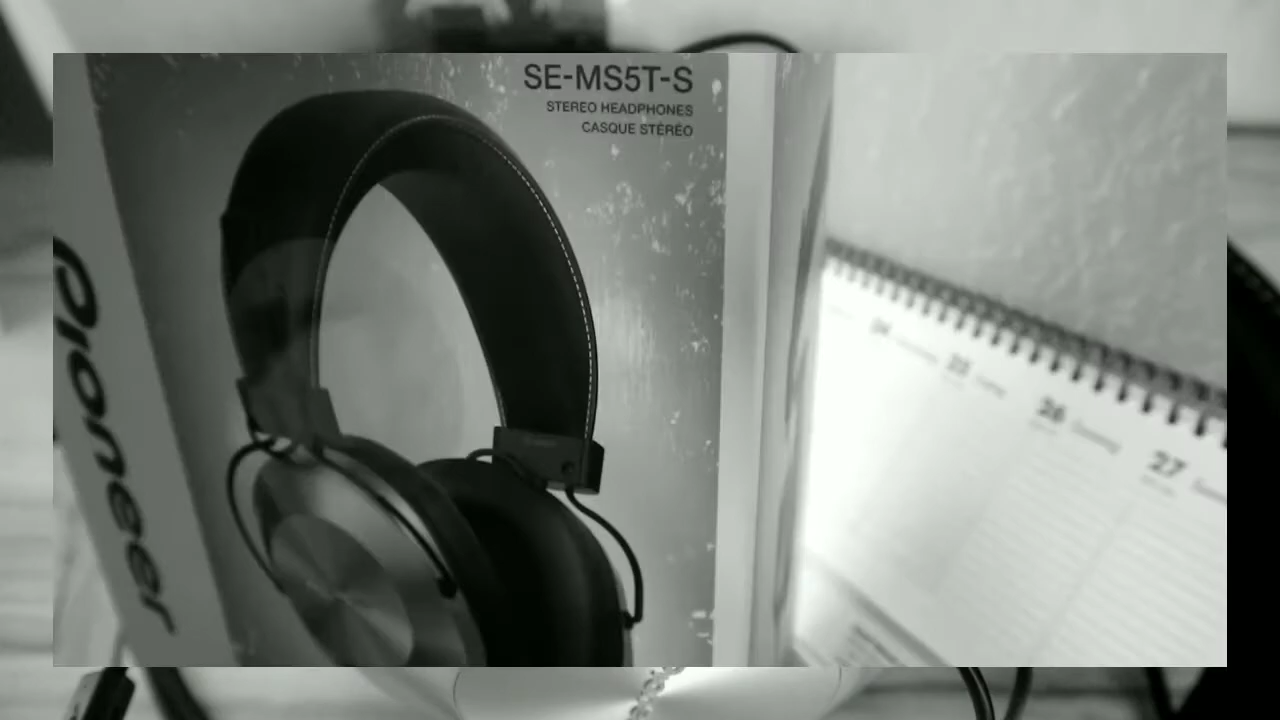 SE-MS5T-S
STEREO HEADPHONES
CASQUE STÉRÉO
Pioneer
24
25
26
27